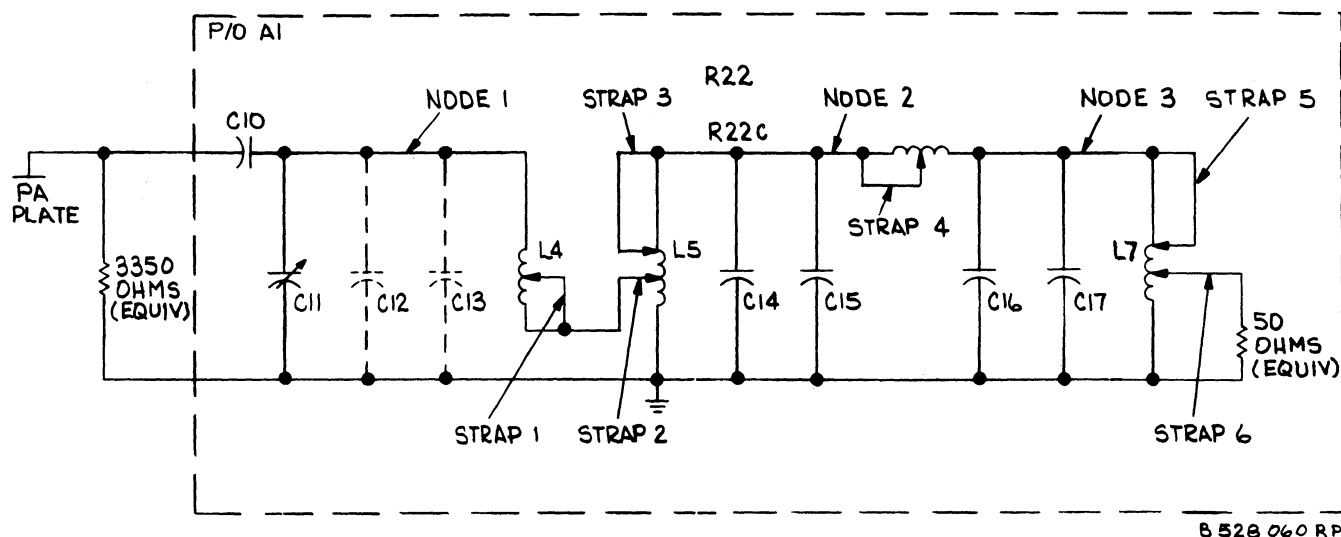 P/O A1
R22
NODE 1
STRAP 3
NODE 2
NODE 3
STRAP 5
C10
R22C
PA
PLATE
STRAP 4
3350
OHMS
(EQUIV)
C11
C12
C13
L4
L5
C14
C15
C16
C17
L7
50
OHMS
(EQUIV)
STRAP 1
STRAP 2
STRAP 6
B 528 060 RP